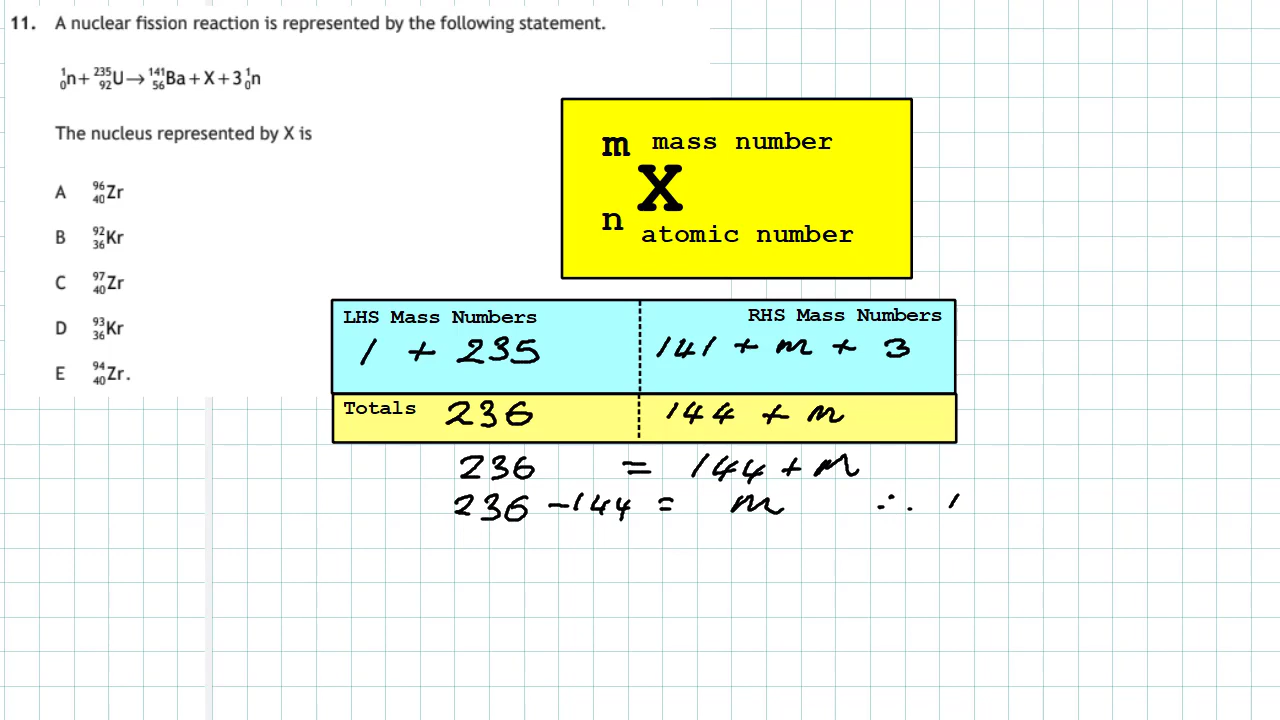 11. A nuclear fission reaction is represented by the following statement.
¹₀n + ²³⁵₉₂U → ¹⁴¹₅₆Ba + X + 3 ¹₀n
The nucleus represented by X is
A ⁹⁶₄₀Zr
B ⁹²₃₆Kr
C ⁹⁷₄₀Zr
D ⁹³₃₆Kr
E ⁹⁴₄₀Zr.
m mass number
X
n atomic number
LHS Mass Numbers RHS Mass Numbers
1 + 235 141 + m + 3
Totals 236 144 + m
236 = 144 + m
236 - 144 = m ∴